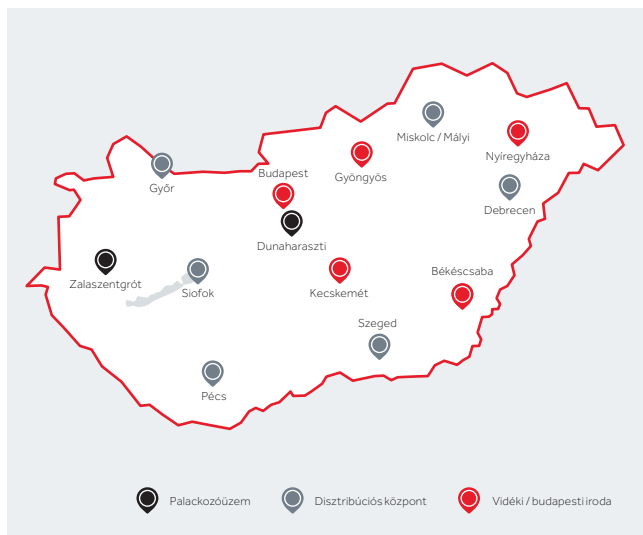 Miskolc / Mályi
Nyíregyháza
Gyöngyös
Budapest
Győr
Debrecen
Dunaharaszti
Békéscsaba
Zalaszentgrót
Siofok
Kecskemét
Szeged
Pécs
Palackozóüzem
Disztribúciós központ
Vidéki / budapesti iroda